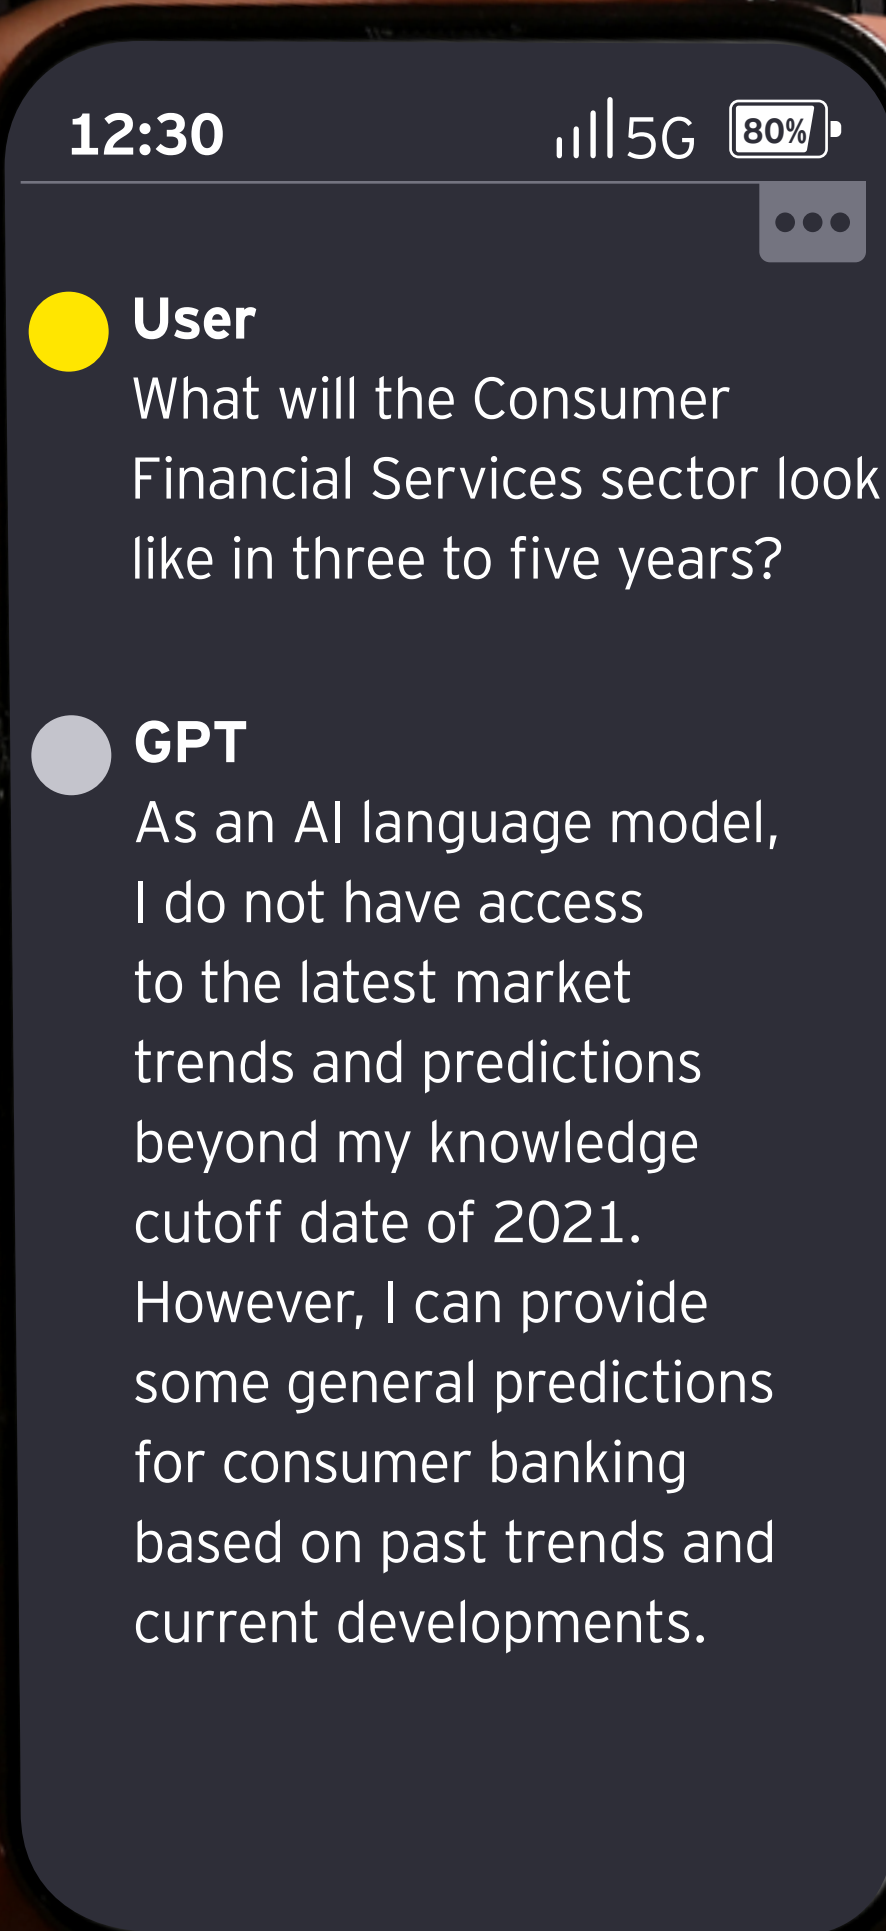 12:30
5G
80%
User
What will the Consumer
Financial Services sector look
like in three to five years?
GPT
As an AI language model,
I do not have access
to the latest market
trends and predictions
beyond my knowledge
cutoff date of 2021.
However, I can provide
some general predictions
for consumer banking
based on past trends and
current developments.